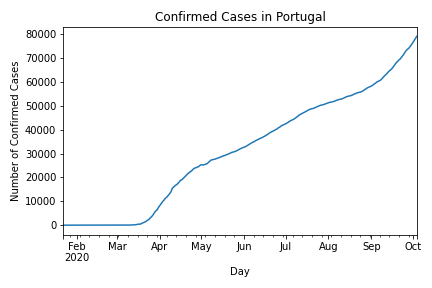 Confirmed Cases in Portugal
80000
70000
60000
50000
40000
30000
20000
10000
0
Number of Confirmed Cases
Feb Mar Apr May Jun Jul Aug Sep Oct
2020
Day